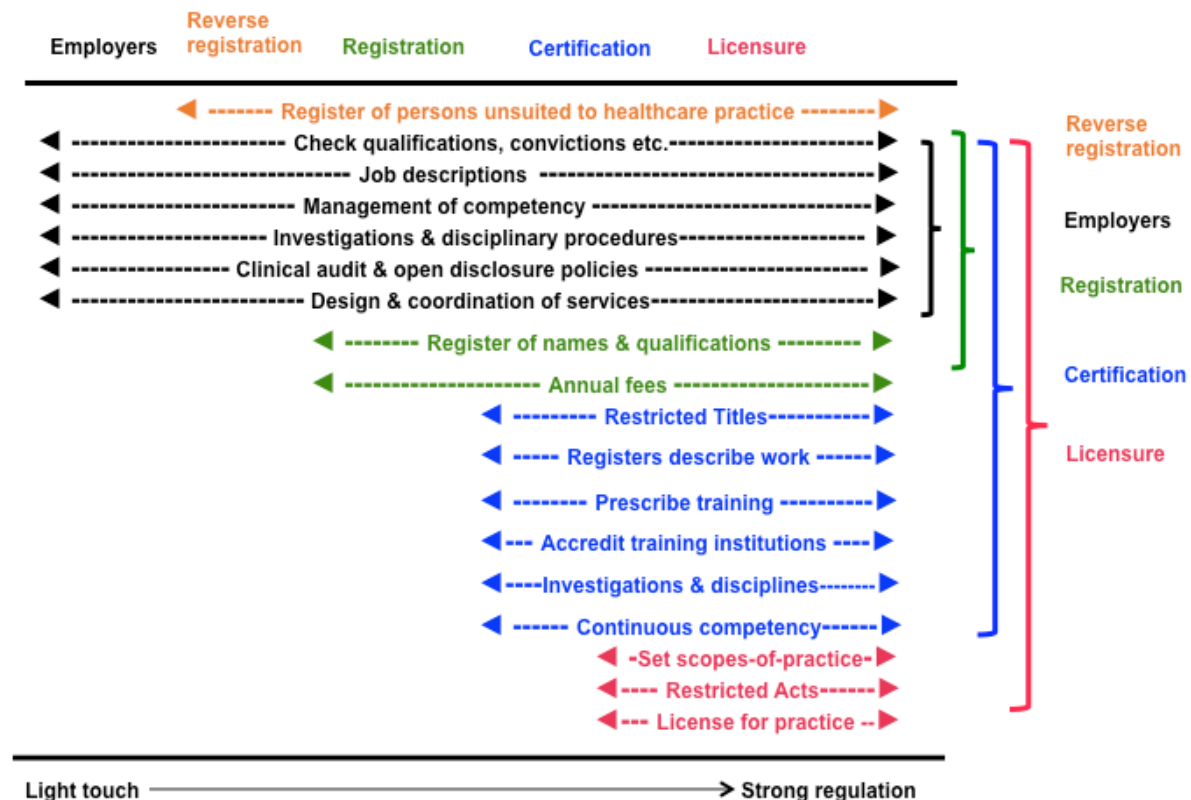 Reverse
registration
Employers
Registration
Certification
Licensure
Register of persons unsuited to healthcare practice
Check qualifications, convictions etc.
Job descriptions
Management of competency
Investigations & disciplinary procedures
Clinical audit & open disclosure policies
Design & coordination of services
Register of names & qualifications
Annual fees
Restricted Titles
Registers describe work
Prescribe training
Accredit training institutions
Investigations & disciplines
Continuous competency
Set scopes-of-practice
Restricted Acts
License for practice
Reverse
registration
Employers
Registration
Certification
Licensure
Light touch
Strong regulation